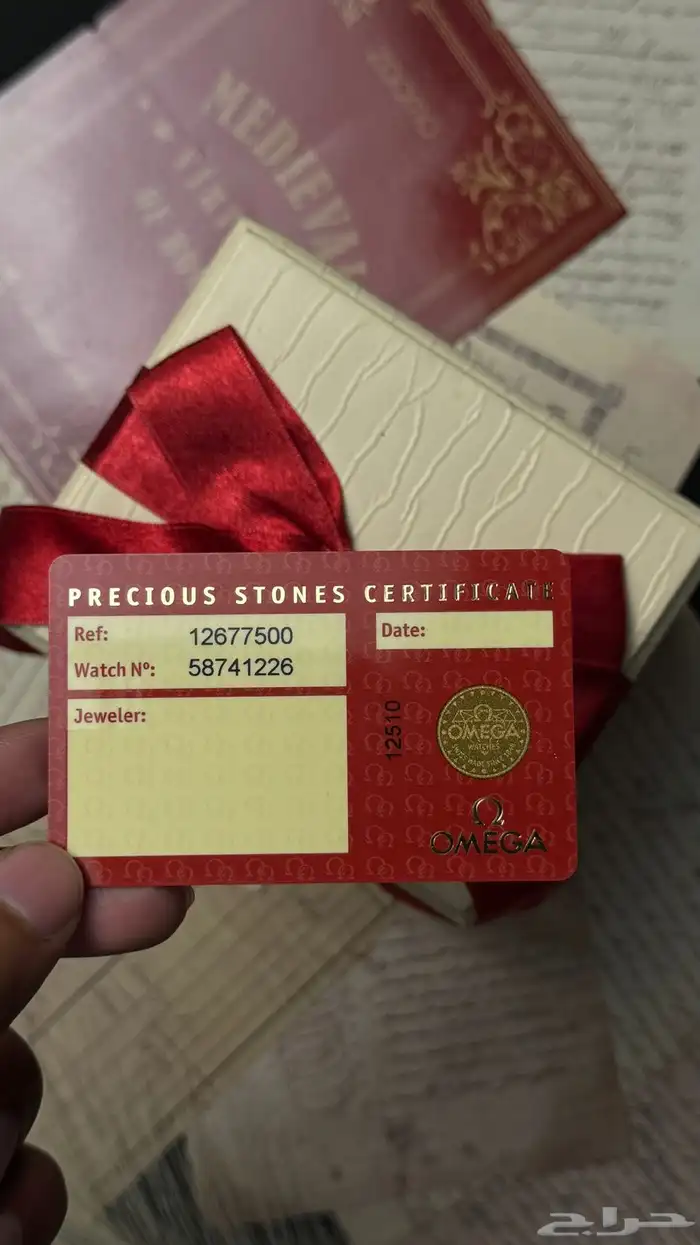 MEDIEVAL
PRECIOUS STONES CERTIFICATE
Ref: 12677500
Watch Nº: 58741226
Date:
Jeweler:
12510
OMEGA
WATCHES
OMEGA
حراج